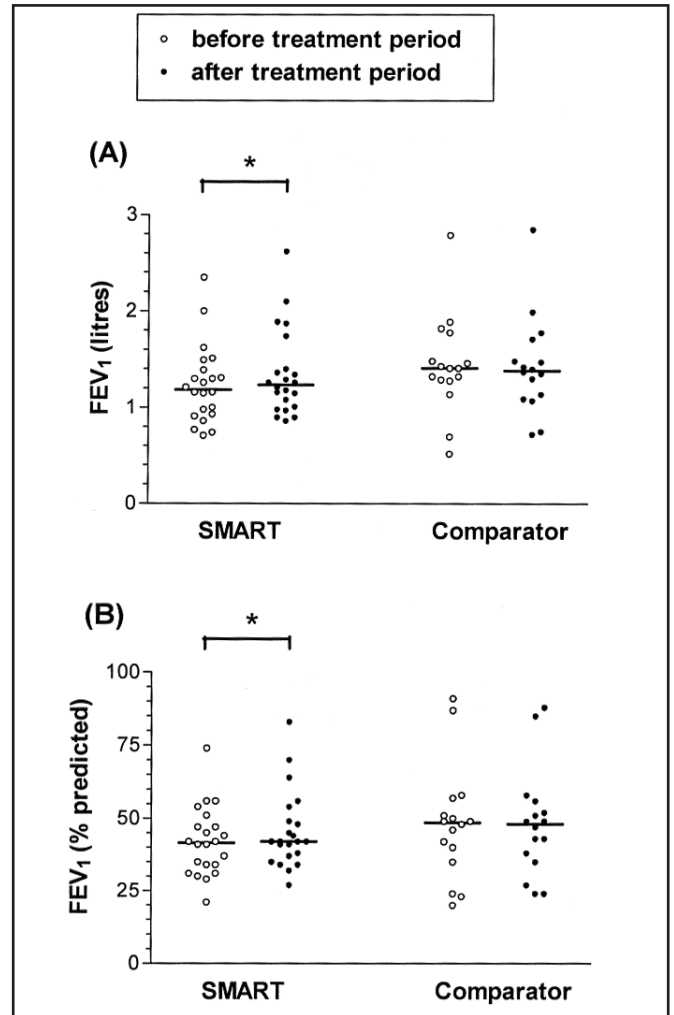 ○ before treatment period
● after treatment period
(A)
*
3
2
1
0
FEV₁ (litres)
SMART Comparator
(B)
*
100
75
50
25
0
FEV₁ (% predicted)
SMART Comparator